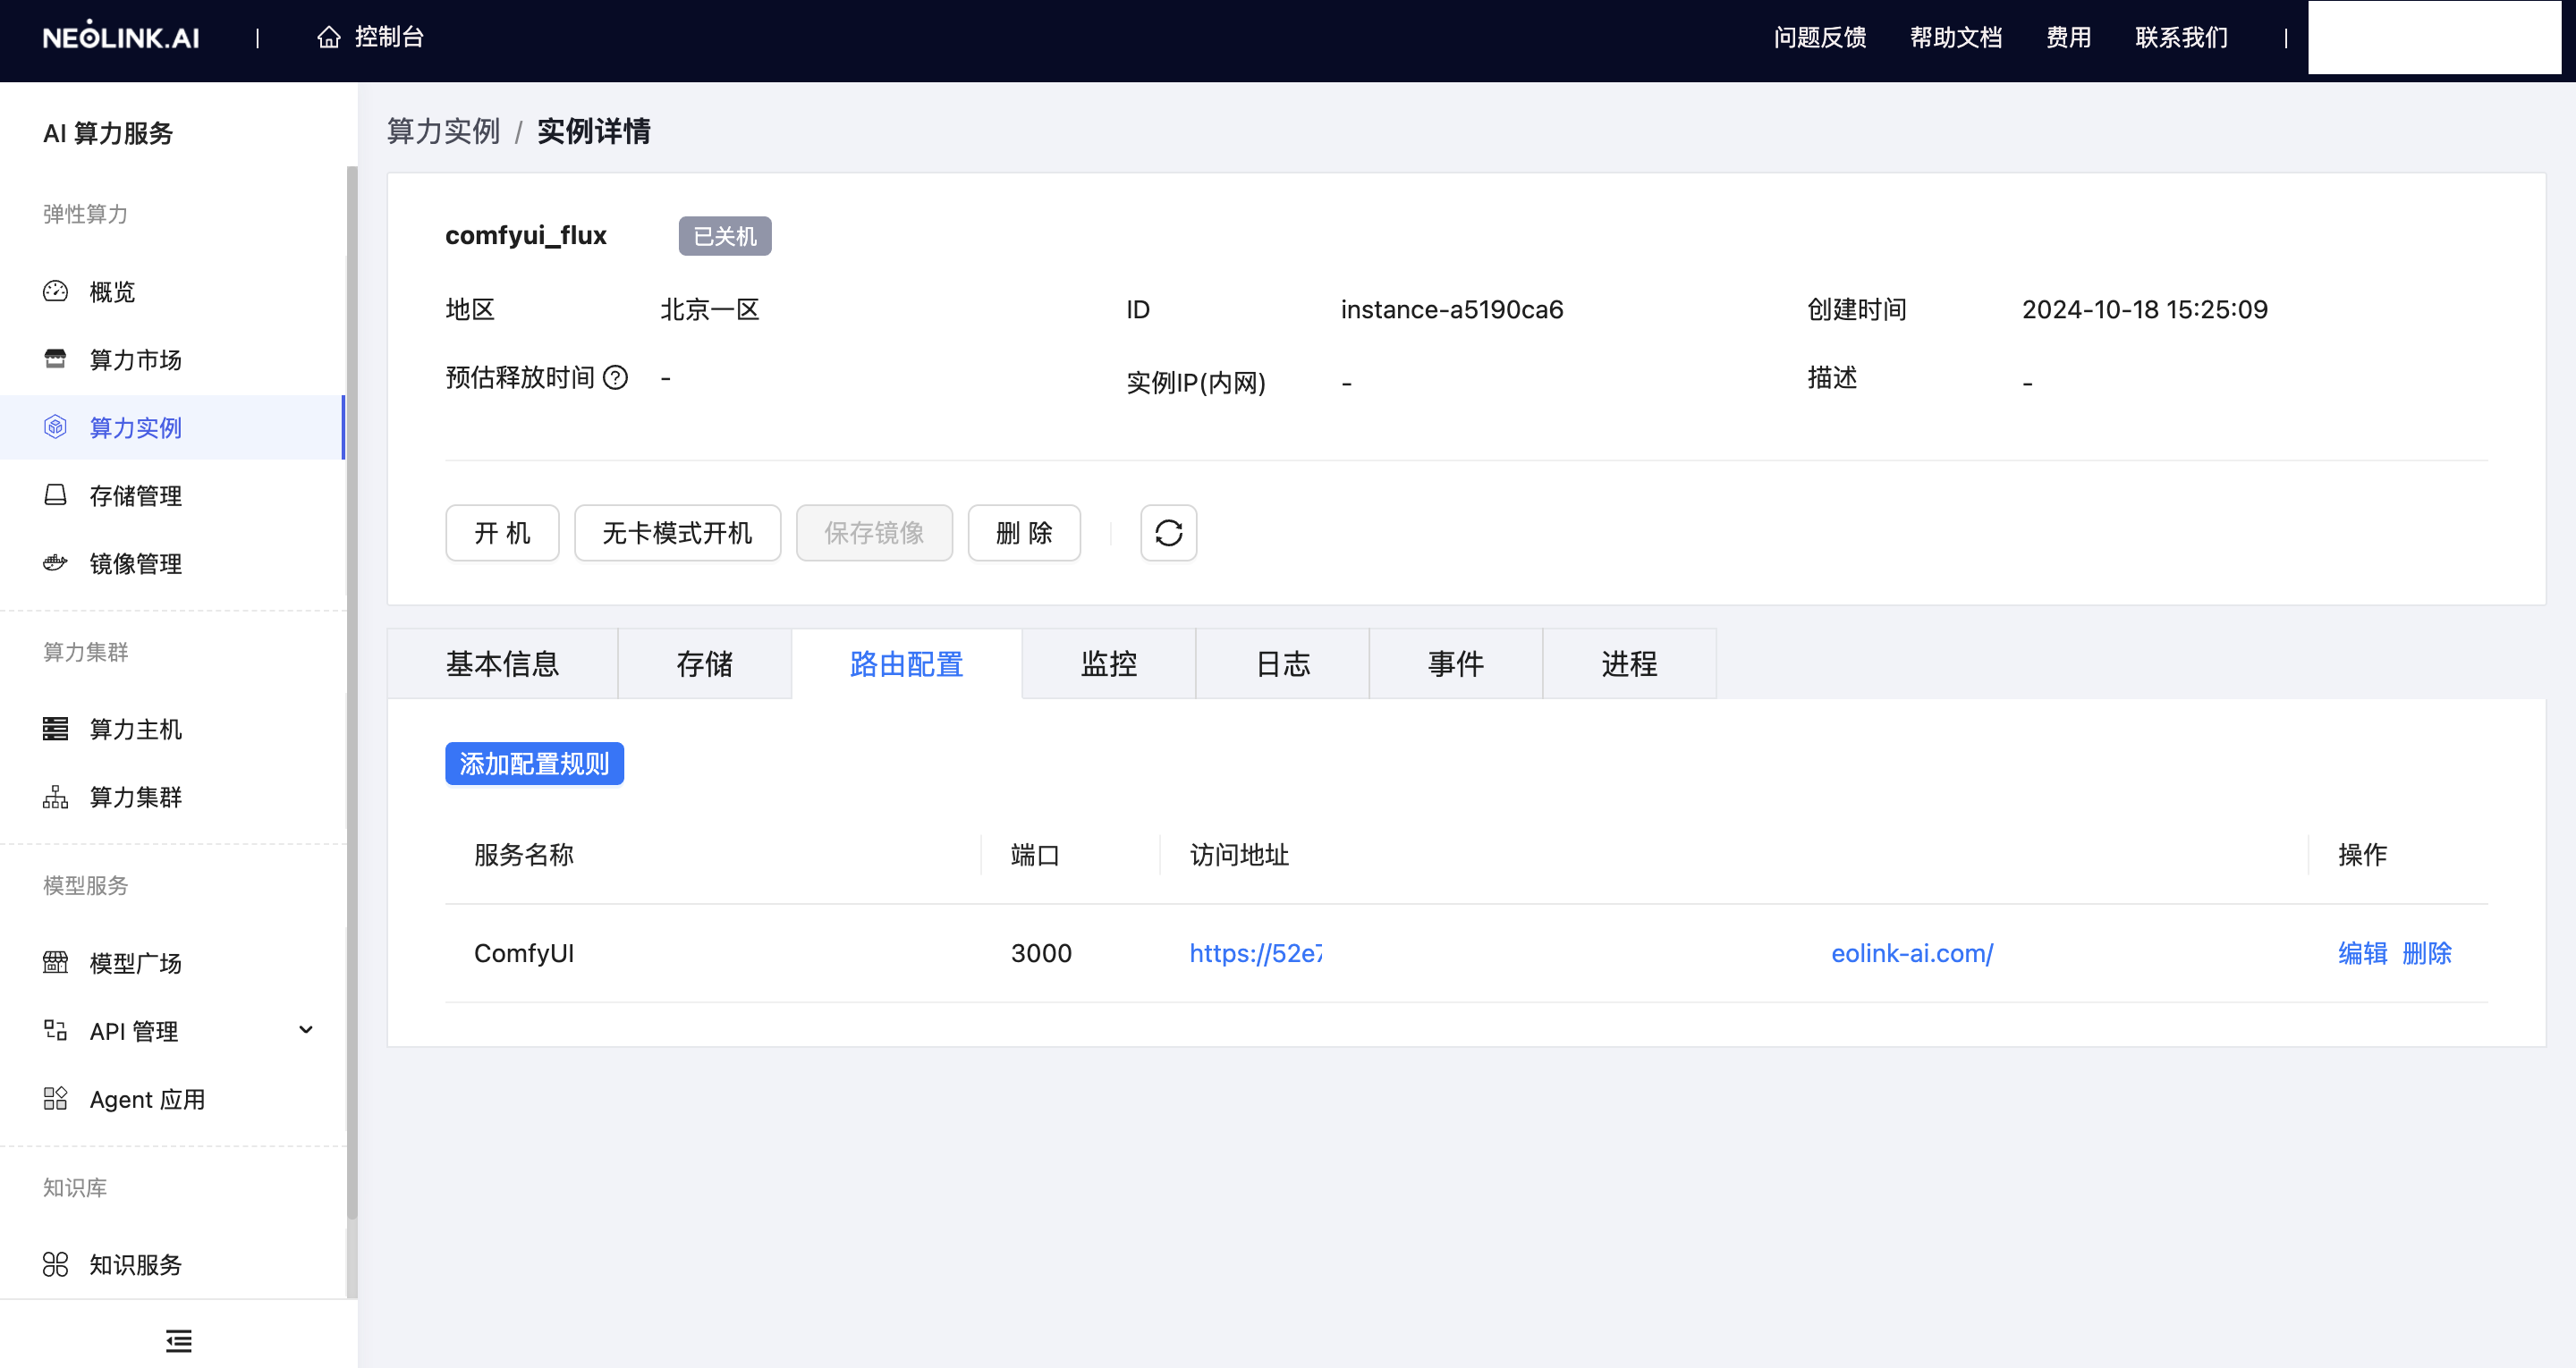 NEOLINK.AI | 控制台 问题反馈 帮助文档 费用 联系我们 |
AI 算力服务
弹性算力
概览
算力市场
算力实例
存储管理
镜像管理
算力集群
算力主机
算力集群
模型服务
模型广场
API 管理
Agent 应用
知识库
知识服务
算力实例 / 实例详情
comfyui_flux 已关机
地区 北京一区 ID instance-a5190ca6 创建时间 2024-10-18 15:25:09
预估释放时间 - 实例IP(内网) - 描述 -
开 机 无卡模式开机 保存镜像 删 除
基本信息 存储 路由配置 监控 日志 事件 进程
添加配置规则
服务名称 端口 访问地址 操作
ComfyUI 3000 https://52e7 eolink-ai.com/ 编辑 删除